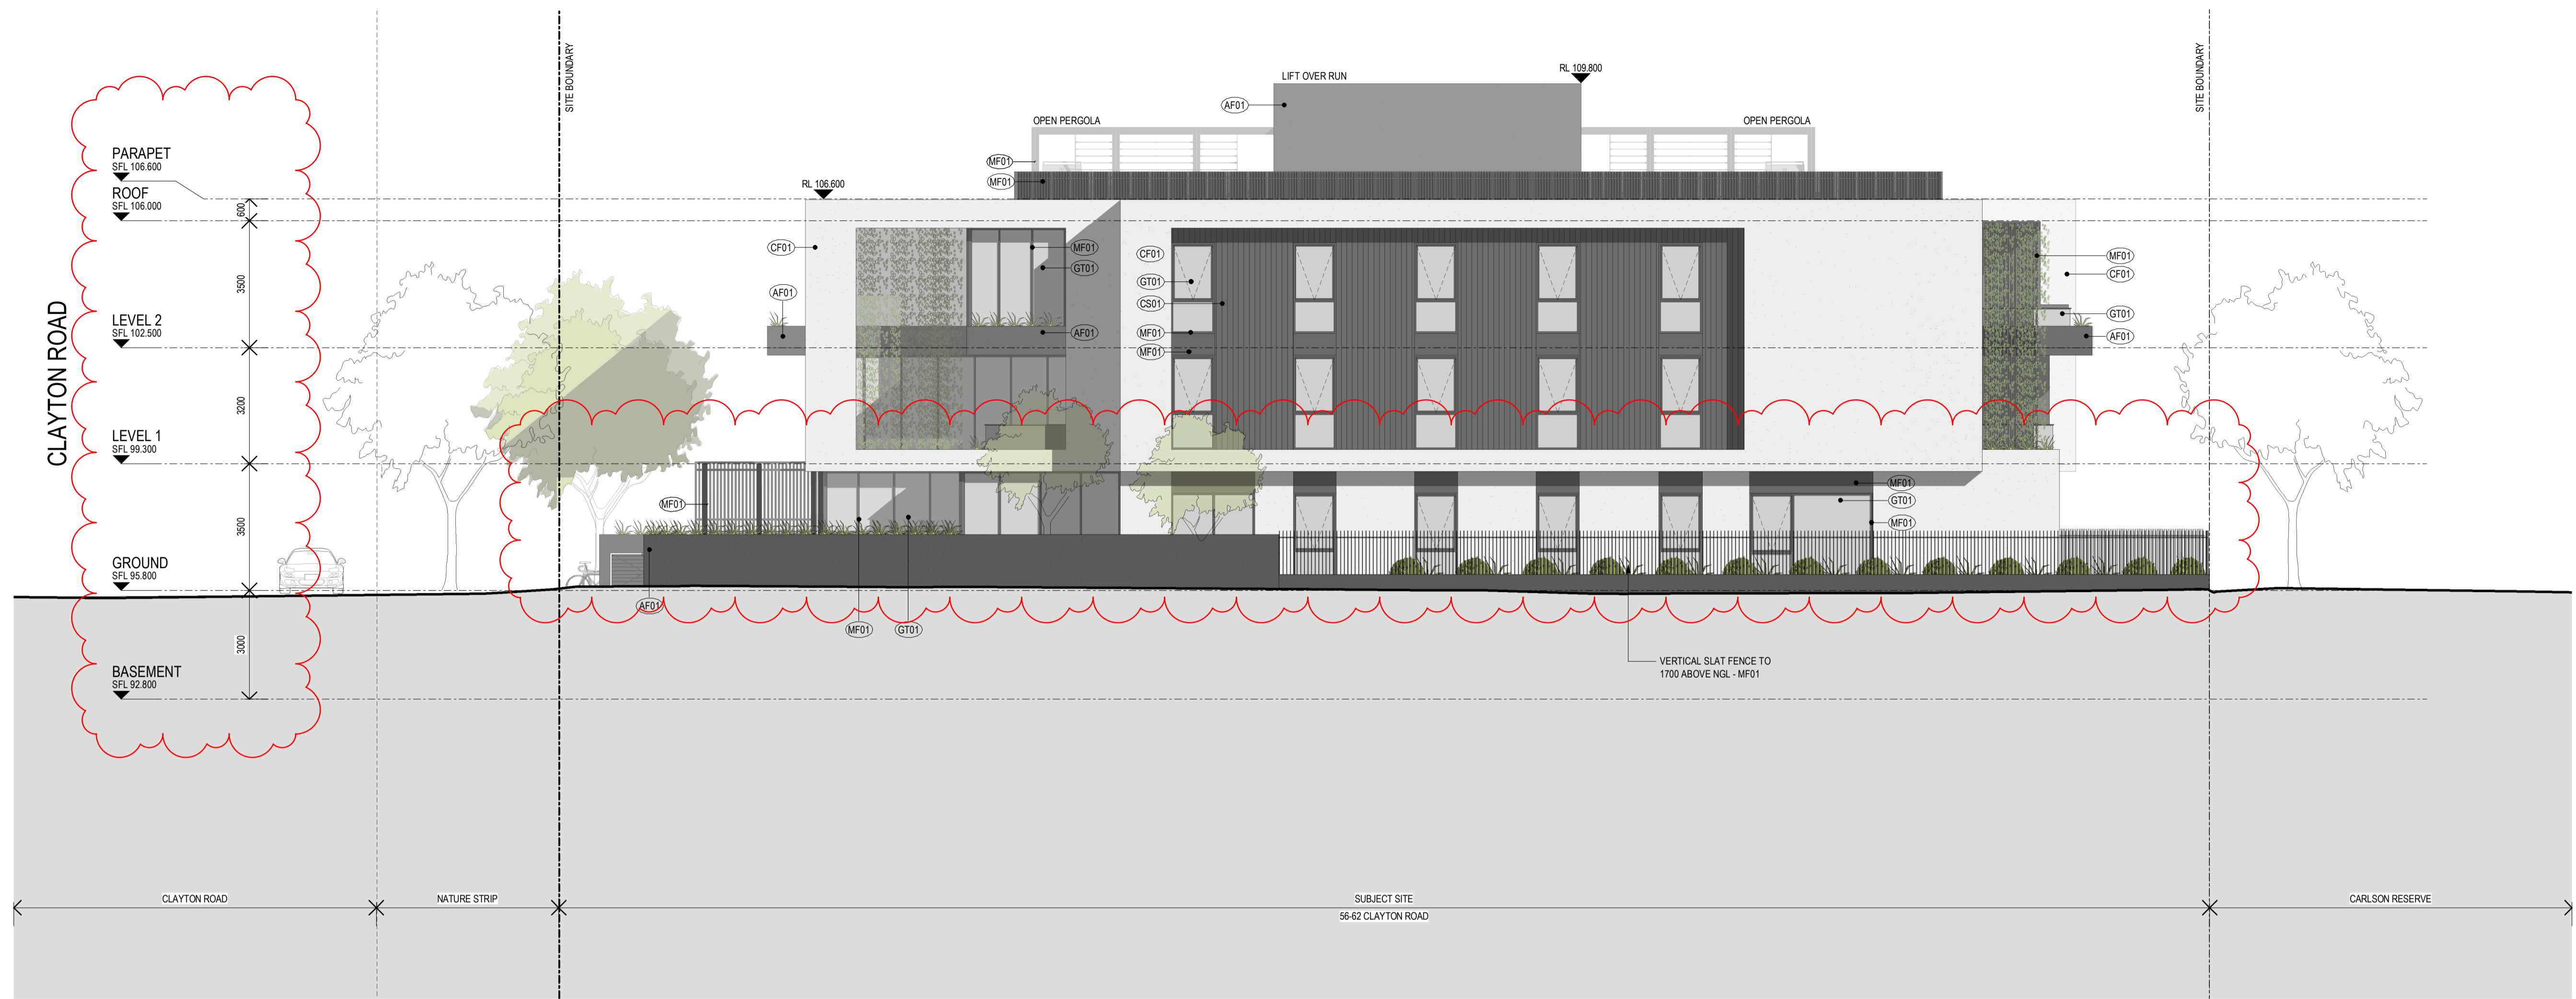 CLAYTON ROAD
PARAPET
SFL 106.600
ROOF
SFL 106.000
LEVEL 2
SFL 102.500
LEVEL 1
SFL 99.300
GROUND
SFL 95.800
BASEMENT
SFL 92.800
600
3500
3200
3500
3000
SITE BOUNDARY
LIFT OVER RUN
RL 109.800
AF01
OPEN PERGOLA
OPEN PERGOLA
MF01
MF01
RL 106.600
CF01
AF01
MF01
GT01
AF01
CF01
GT01
CS01
MF01
MF01
MF01
CF01
GT01
AF01
SITE BOUNDARY
MF01
MF01
GT01
MF01
AF01
MF01
GT01
VERTICAL SLAT FENCE TO
1700 ABOVE NGL - MF01
CLAYTON ROAD
NATURE STRIP
SUBJECT SITE
56-62 CLAYTON ROAD
CARLSON RESERVE